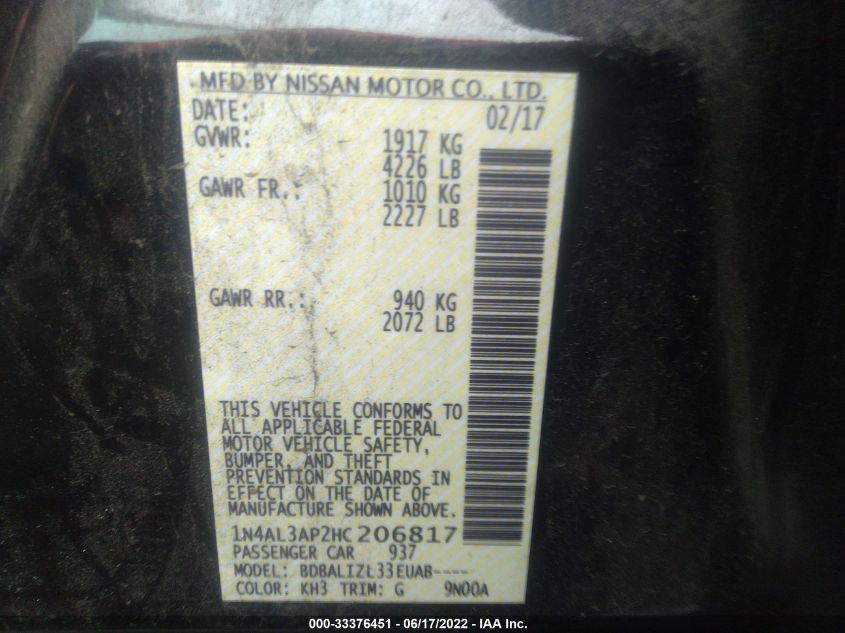 MFD BY NISSAN MOTOR CO., LTD.
DATE: 02/17
GVWR: 1917 KG
4226 LB
GAWR FR.: 1010 KG
2227 LB
GAWR RR.: 940 KG
2072 LB
THIS VEHICLE CONFORMS TO
ALL APPLICABLE FEDERAL
MOTOR VEHICLE SAFETY,
BUMPER, AND THEFT
PREVENTION STANDARDS IN
EFFECT ON THE DATE OF
MANUFACTURE SHOWN ABOVE.
1N4AL3AP2HC206817
PASSENGER CAR 937
MODEL: BDBALIZL33EUAB----
COLOR: KH3 TRIM: G 9N00A
000-33376451 - 06/17/2022 - IAA Inc.